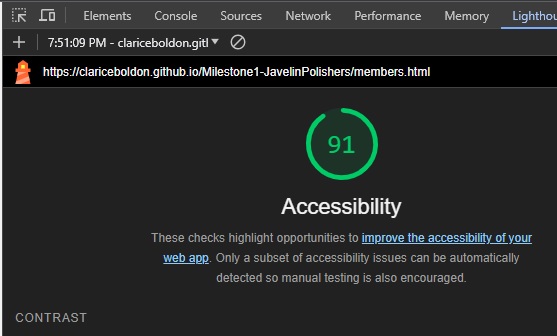 Elements Console Sources Network Performance Memory
7:51:09 PM - clariceboldon.gitl
https://clariceboldon.github.io/Milestone1-JavelinPolishers/members.html
91
Accessibility
These checks highlight opportunities to improve the accessibility of your
web app. Only a subset of accessibility issues can be automatically
detected so manual testing is also encouraged.
CONTRAST